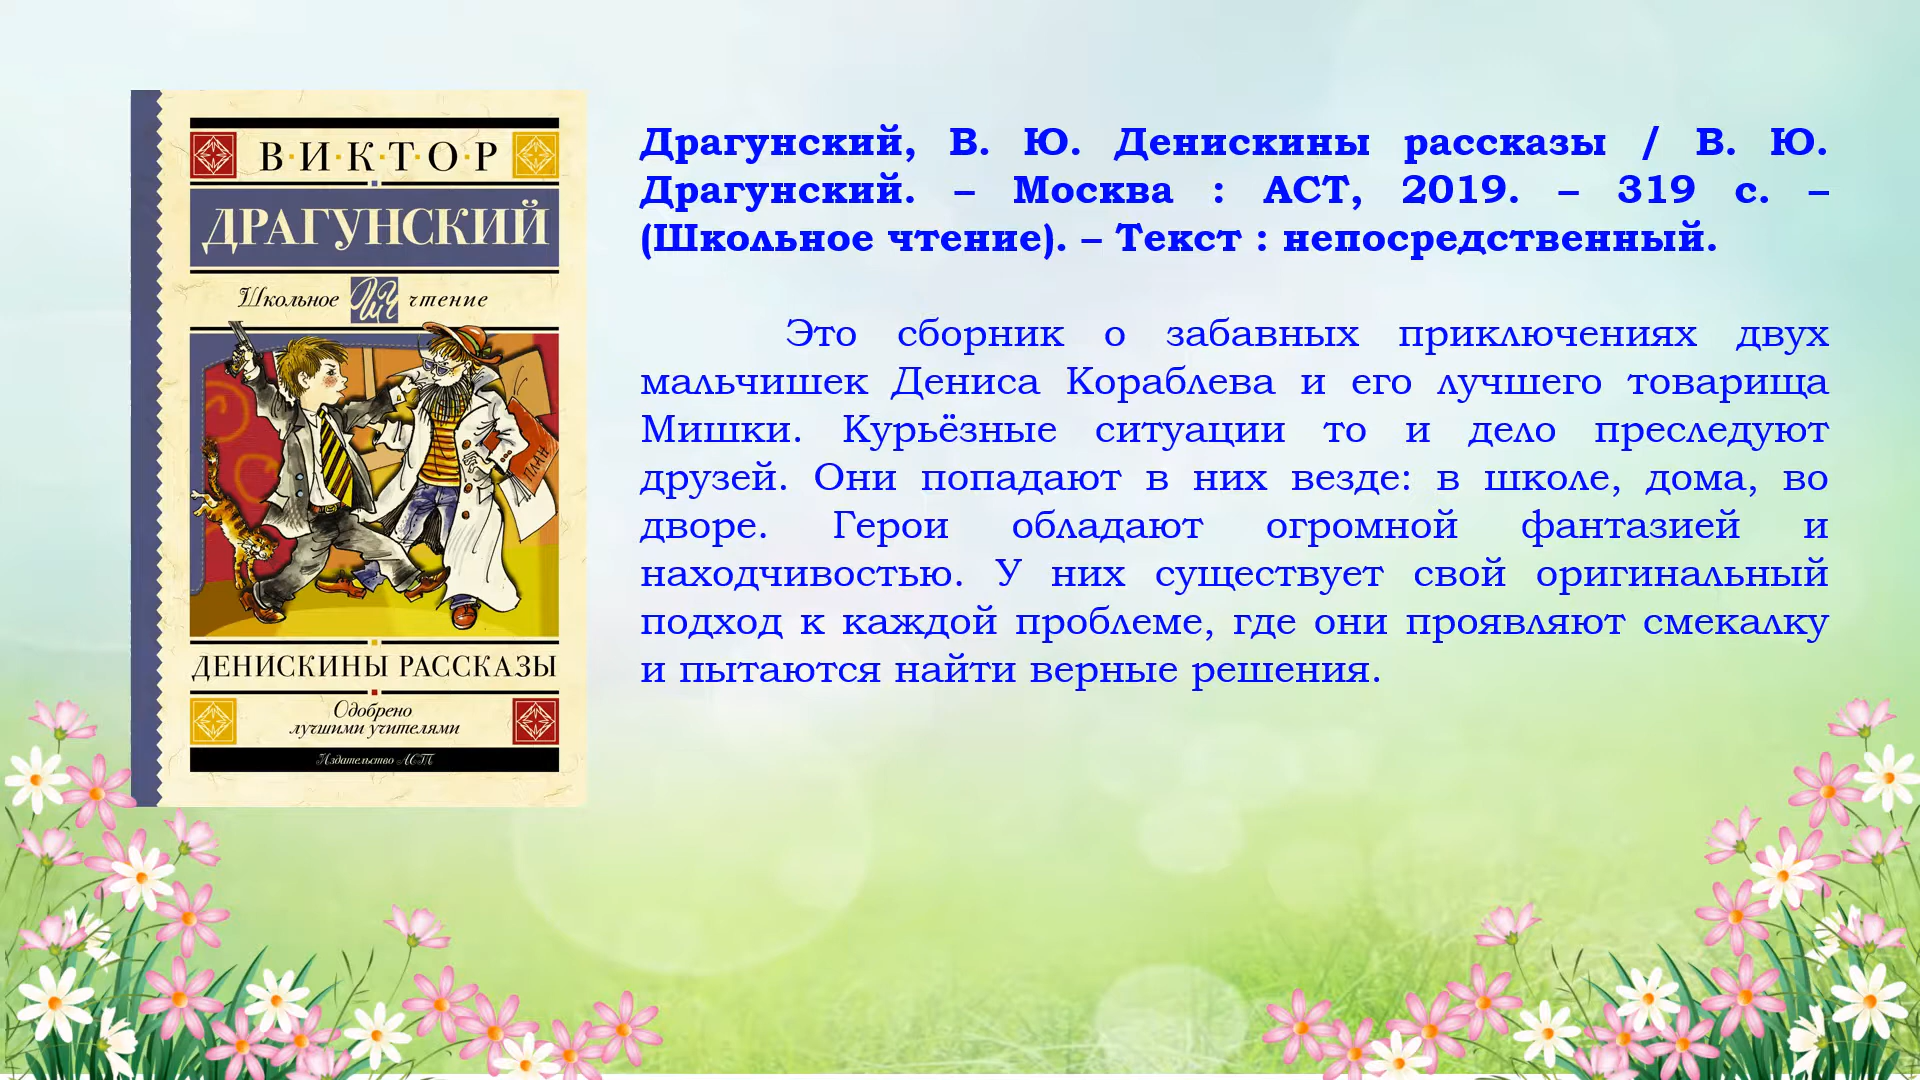 В·И·К·Т·О·Р
ДРАГУНСКИЙ
Школьное ШЧ чтение
ПЛАН
ДЕНИСКИНЫ РАССКАЗЫ
Одобрено
лучшими учителями
Издательство АСТ
Драгунский, В. Ю. Денискины рассказы / В. Ю.
Драгунский. – Москва : АСТ, 2019. – 319 с. –
(Школьное чтение). – Текст : непосредственный.
Это сборник о забавных приключениях двух
мальчишек Дениса Кораблева и его лучшего товарища
Мишки. Курьёзные ситуации то и дело преследуют
друзей. Они попадают в них везде: в школе, дома, во
дворе. Герои обладают огромной фантазией и
находчивостью. У них существует свой оригинальный
подход к каждой проблеме, где они проявляют смекалку
и пытаются найти верные решения.